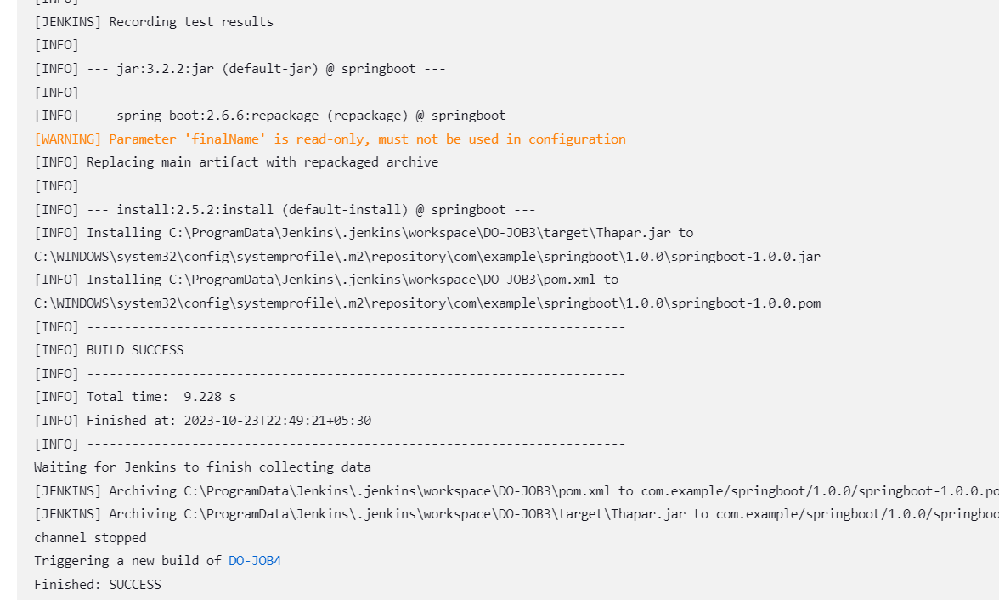 [INFO]
[JENKINS] Recording test results
[INFO]
[INFO] --- jar:3.2.2:jar (default-jar) @ springboot ---
[INFO]
[INFO] --- spring-boot:2.6.6:repackage (repackage) @ springboot ---
[WARNING] Parameter 'finalName' is read-only, must not be used in configuration
[INFO] Replacing main artifact with repackaged archive
[INFO]
[INFO] --- install:2.5.2:install (default-install) @ springboot ---
[INFO] Installing C:\ProgramData\Jenkins\.jenkins\workspace\DO-JOB3\target\Thapar.jar to
C:\WINDOWS\system32\config\systemprofile\.m2\repository\com\example\springboot\1.0.0\springboot-1.0.0.jar
[INFO] Installing C:\ProgramData\Jenkins\.jenkins\workspace\DO-JOB3\pom.xml to
C:\WINDOWS\system32\config\systemprofile\.m2\repository\com\example\springboot\1.0.0\springboot-1.0.0.pom
[INFO] ------------------------------------------------------------------------
[INFO] BUILD SUCCESS
[INFO] ------------------------------------------------------------------------
[INFO] Total time:  9.228 s
[INFO] Finished at: 2023-10-23T22:49:21+05:30
[INFO] ------------------------------------------------------------------------
Waiting for Jenkins to finish collecting data
[JENKINS] Archiving C:\ProgramData\Jenkins\.jenkins\workspace\DO-JOB3\pom.xml to com.example/springboot/1.0.0/springboot-1.0.0.po
[JENKINS] Archiving C:\ProgramData\Jenkins\.jenkins\workspace\DO-JOB3\target\Thapar.jar to com.example/springboot/1.0.0/springboo
channel stopped
Triggering a new build of DO-JOB4
Finished: SUCCESS